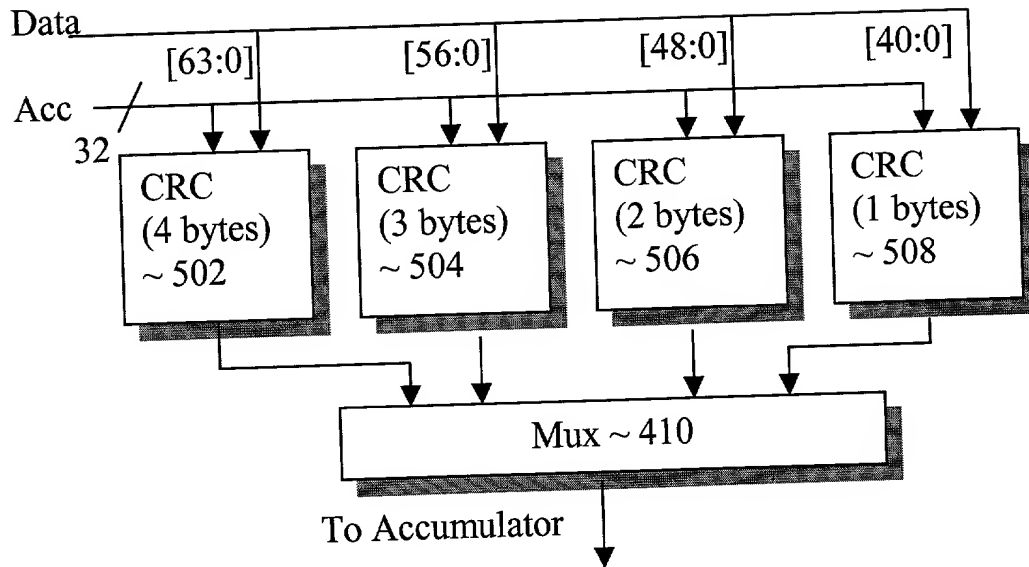 Data
[63:0]
[56:0]
[48:0]
[40:0]
Acc
32
CRC
(4 bytes)
~ 502
CRC
(3 bytes)
~ 504
CRC
(2 bytes)
~ 506
CRC
(1 bytes)
~ 508
Mux ~ 410
To Accumulator